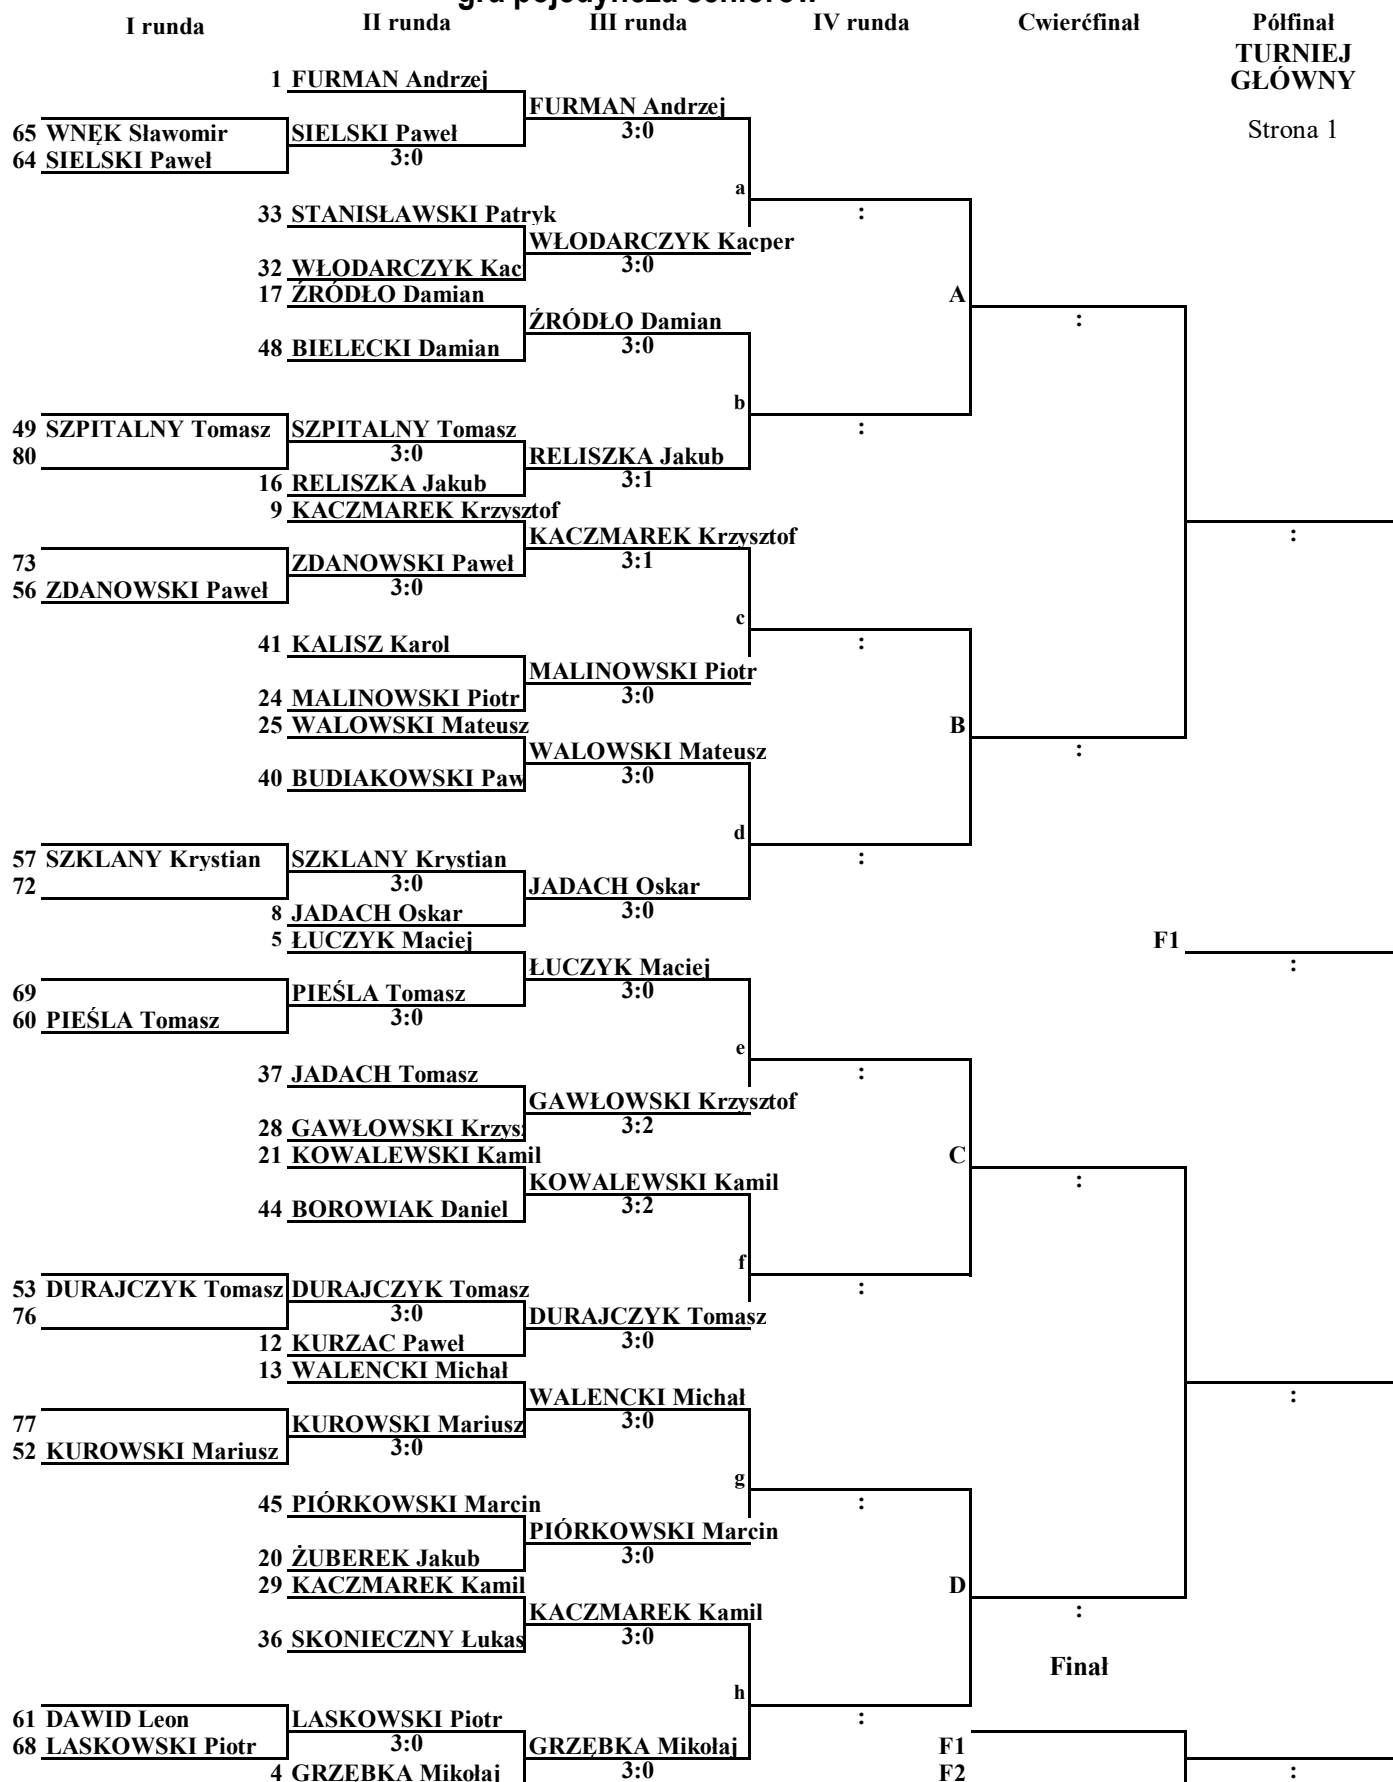 gra pojedyncza seniorów
I runda
II runda
III runda
IV runda
Cwierćfinał
Półfinał
TURNIEJ
GŁÓWNY
Strona 1
1 FURMAN Andrzej
FURMAN Andrzej
3:0
65 WNĘK Sławomir
64 SIELSKI Paweł
SIELSKI Paweł
3:0
a
:
33 STANISŁAWSKI Patryk
WŁODARCZYK Kacper
3:0
32 WŁODARCZYK Kac
17 ŹRÓDŁO Damian
A
:
ŹRÓDŁO Damian
3:0
48 BIELECKI Damian
b
:
49 SZPITALNY Tomasz
80
SZPITALNY Tomasz
3:0
RELISZKA Jakub
3:1
16 RELISZKA Jakub
9 KACZMAREK Krzysztof
KACZMAREK Krzysztof
3:1
:
73
56 ZDANOWSKI Paweł
ZDANOWSKI Paweł
3:0
c
:
41 KALISZ Karol
MALINOWSKI Piotr
3:0
24 MALINOWSKI Piotr
25 WALOWSKI Mateusz
B
:
WALOWSKI Mateusz
3:0
40 BUDIAKOWSKI Paw
d
:
57 SZKLANY Krystian
72
SZKLANY Krystian
3:0
JADACH Oskar
3:0
8 JADACH Oskar
5 ŁUCZYK Maciej
F1
:
ŁUCZYK Maciej
3:0
69
60 PIEŚLA Tomasz
PIEŚLA Tomasz
3:0
e
:
37 JADACH Tomasz
GAWŁOWSKI Krzysztof
3:2
28 GAWŁOWSKI Krzys
21 KOWALEWSKI Kamil
C
:
KOWALEWSKI Kamil
3:2
44 BOROWIAK Daniel
f
:
53 DURAJCZYK Tomasz
76
DURAJCZYK Tomasz
3:0
DURAJCZYK Tomasz
3:0
12 KURZAC Paweł
13 WALENCKI Michał
WALENCKI Michał
3:0
:
77
52 KUROWSKI Mariusz
KUROWSKI Mariusz
3:0
g
:
45 PIÓRKOWSKI Marcin
PIÓRKOWSKI Marcin
3:0
20 ŻUBEREK Jakub
29 KACZMAREK Kamil
D
:
KACZMAREK Kamil
3:0
36 SKONIECZNY Łukas
Finał
h
:
61 DAWID Leon
68 LASKOWSKI Piotr
LASKOWSKI Piotr
3:0
GRZĘBKA Mikołaj
3:0
4 GRZĘBKA Mikołaj
F1
F2
: